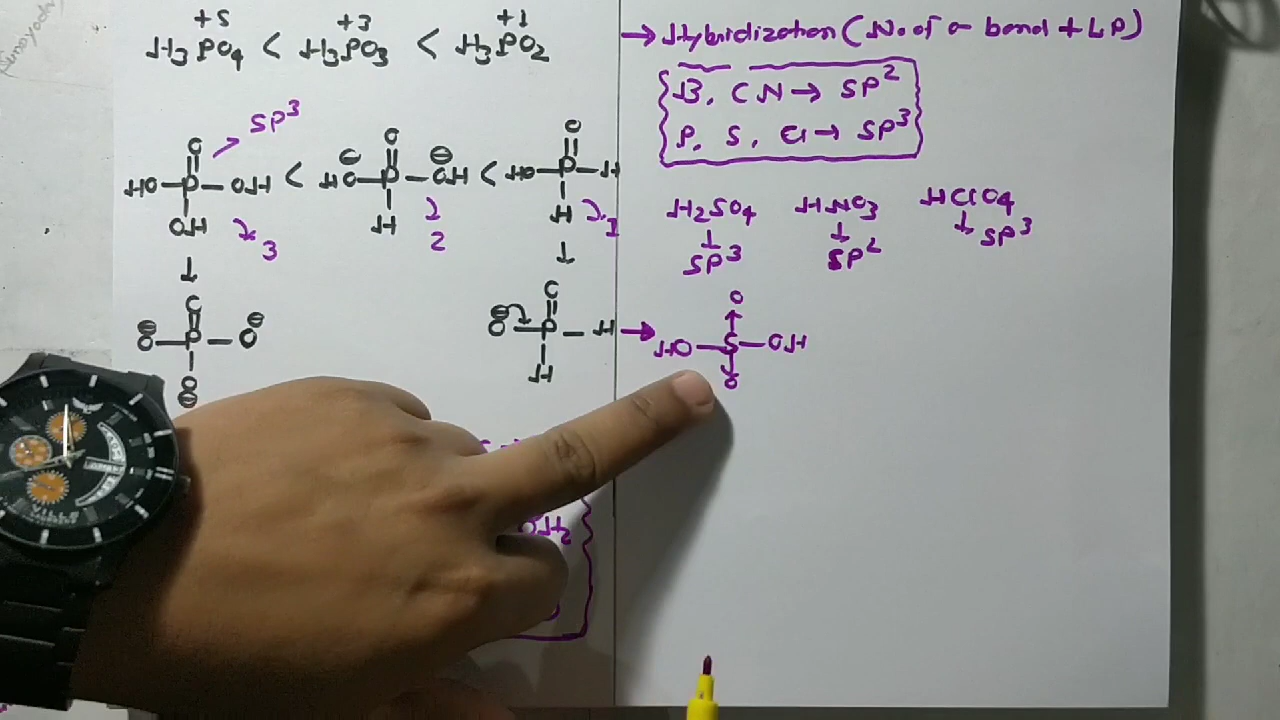 +5 +3 +1
H3PO4 < H3PO3 < H3PO2
SP3
O O O
HO–P–OH < HO–P–OH < HO–P–H
OH H H
3 2 1
O O
O–P–O O–P–H
O H
OH2
→ Hybridization (No. of σ bond + LP)
B, C N → SP2
P, S, Cl → SP3
H2SO4 HNO3 HClO4
SP3 SP2 SP3
O
HO–S–OH
O